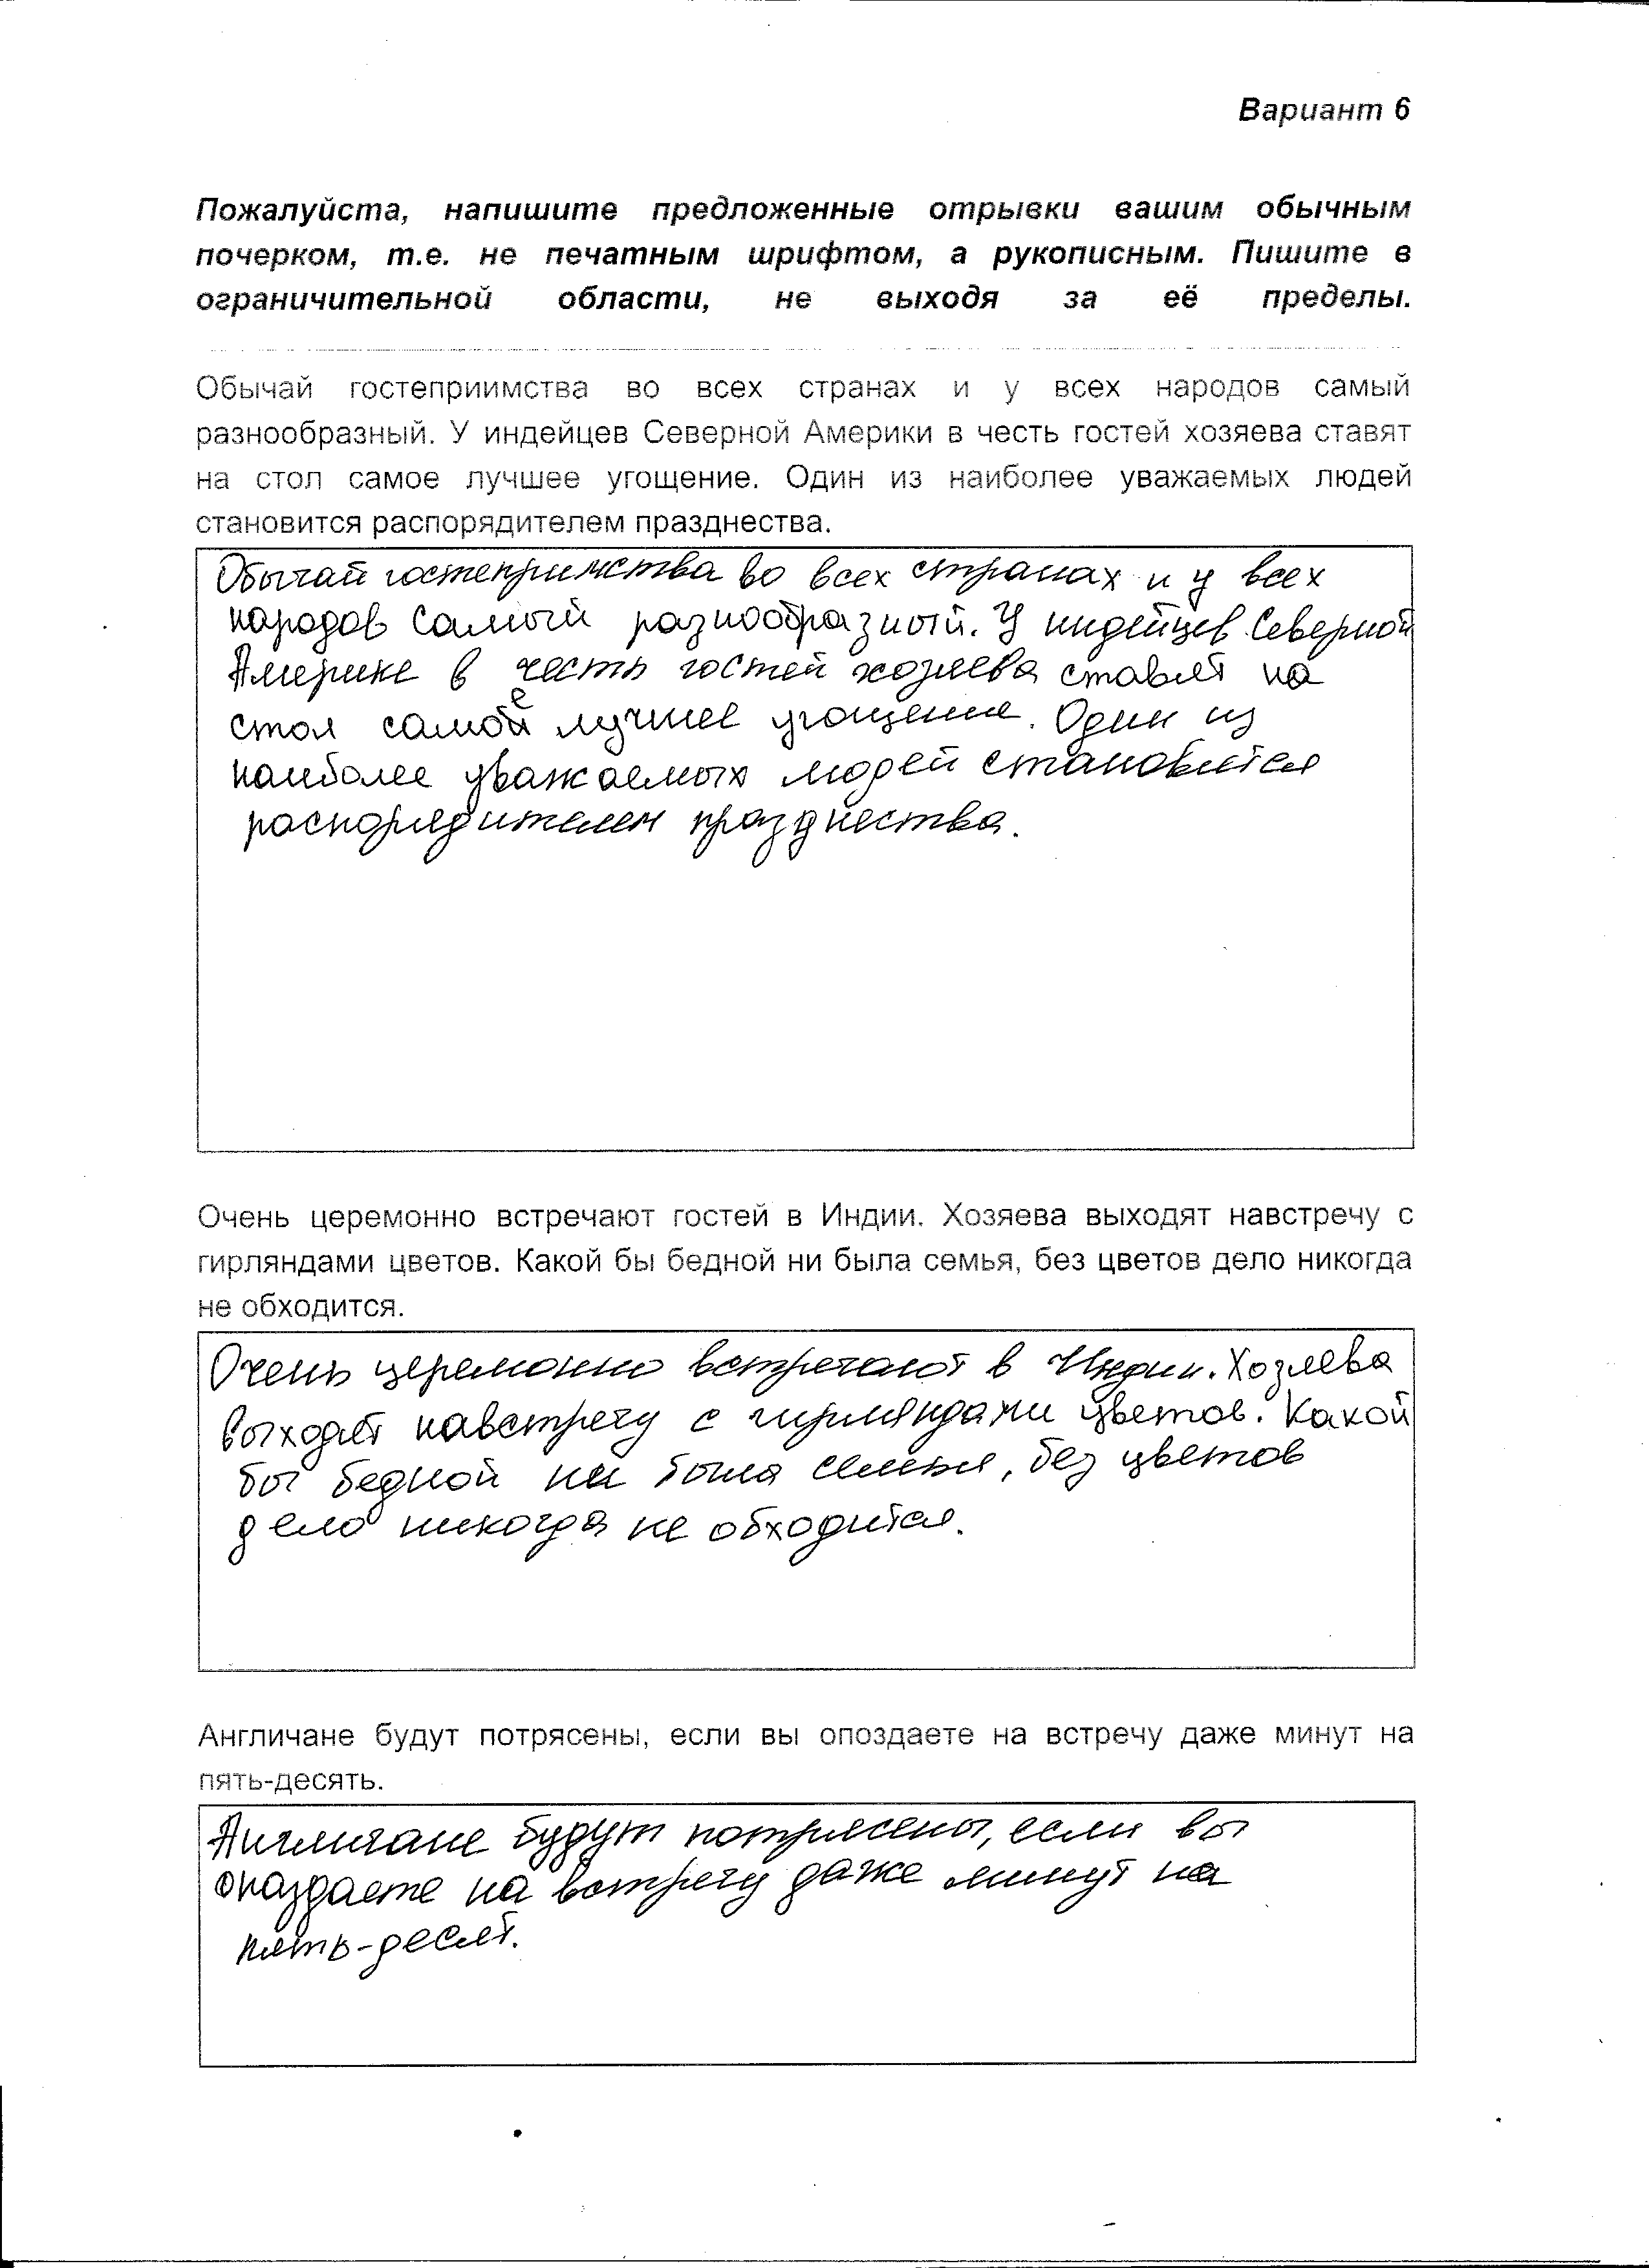 Вариант 6
Пожалуйста, напишите предложенные отрывки вашим обычным
почерком, т.е. не печатным шрифтом, а рукописным. Пишите в
ограничительной области, не выходя за её пределы.
Обычай гостеприимства во всех странах и у всех народов самый
разнообразный. У индейцев Северной Америки в честь гостей хозяева ставят
на стол самое лучшее угощение. Один из наиболее уважаемых людей
становится распорядителем празднества.
Обычай гостепримства во всех странах и у всех
народов самый разнообразный. У индейцев Северной
Америке в честь гостей хозяева ставят на
стол самое лучшее угощение. Один из
наиболее уважаемых людей становится
распорядителем празднества.
Очень церемонно встречают гостей в Индии. Хозяева выходят навстречу с
гирляндами цветов. Какой бы бедной ни была семья, без цветов дело никогда
не обходится.
Очень церемонно встречают в Индии. Хозяева
выходят навстречу с гирляндами цветов. Какой
бы бедной ни была семья, без цветов
дело никогда не обходится.
Англичане будут потрясены, если вы опоздаете на встречу даже минут на
пять-десять.
Англичане будут потрясены, если вы
опаздаете на встречу даже минут на
пять-десят.